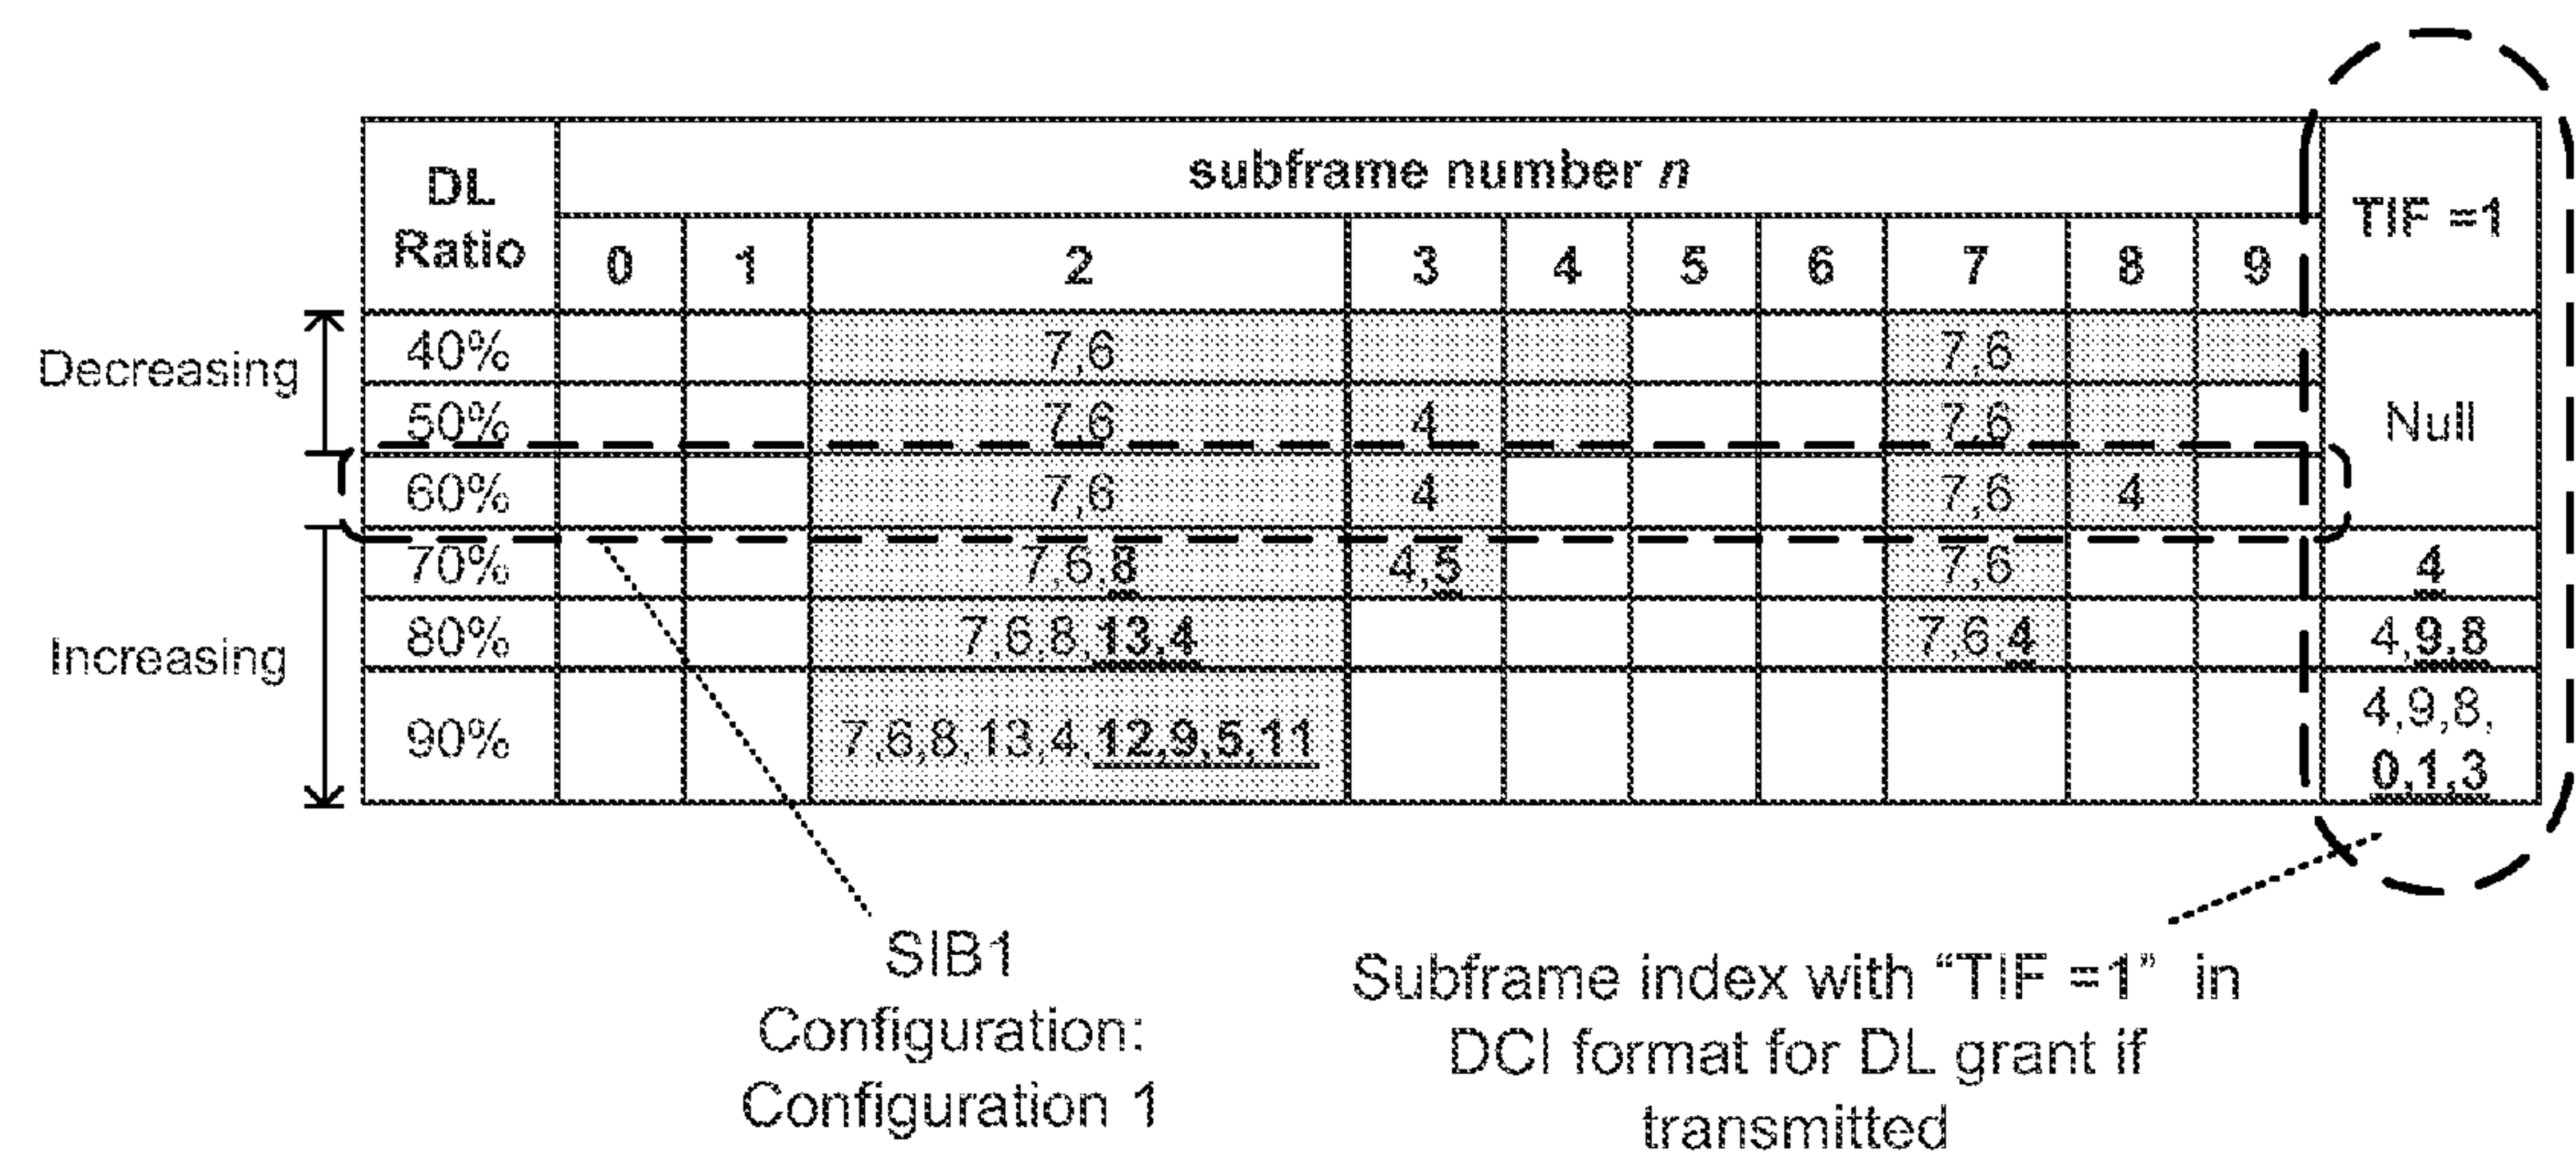 DL Ratio subframe number n TIF =1
0 1 2 3 4 5 6 7 8 9
Decreasing
40% 7,6 7,6
50% 7,6 4 7,6
Null
60% 7,6 4 7,6 4
70% 7,6,8 4,5 7,6 4
Increasing
80% 7,6,8,13,4 7,6,4 4,9,8
90% 7,6,8,13,4,12,9,5,11 4,9,8,
0,1,3
SIB1
Configuration:
Configuration 1
Subframe index with “TIF =1” in
DCI format for DL grant if
transmitted